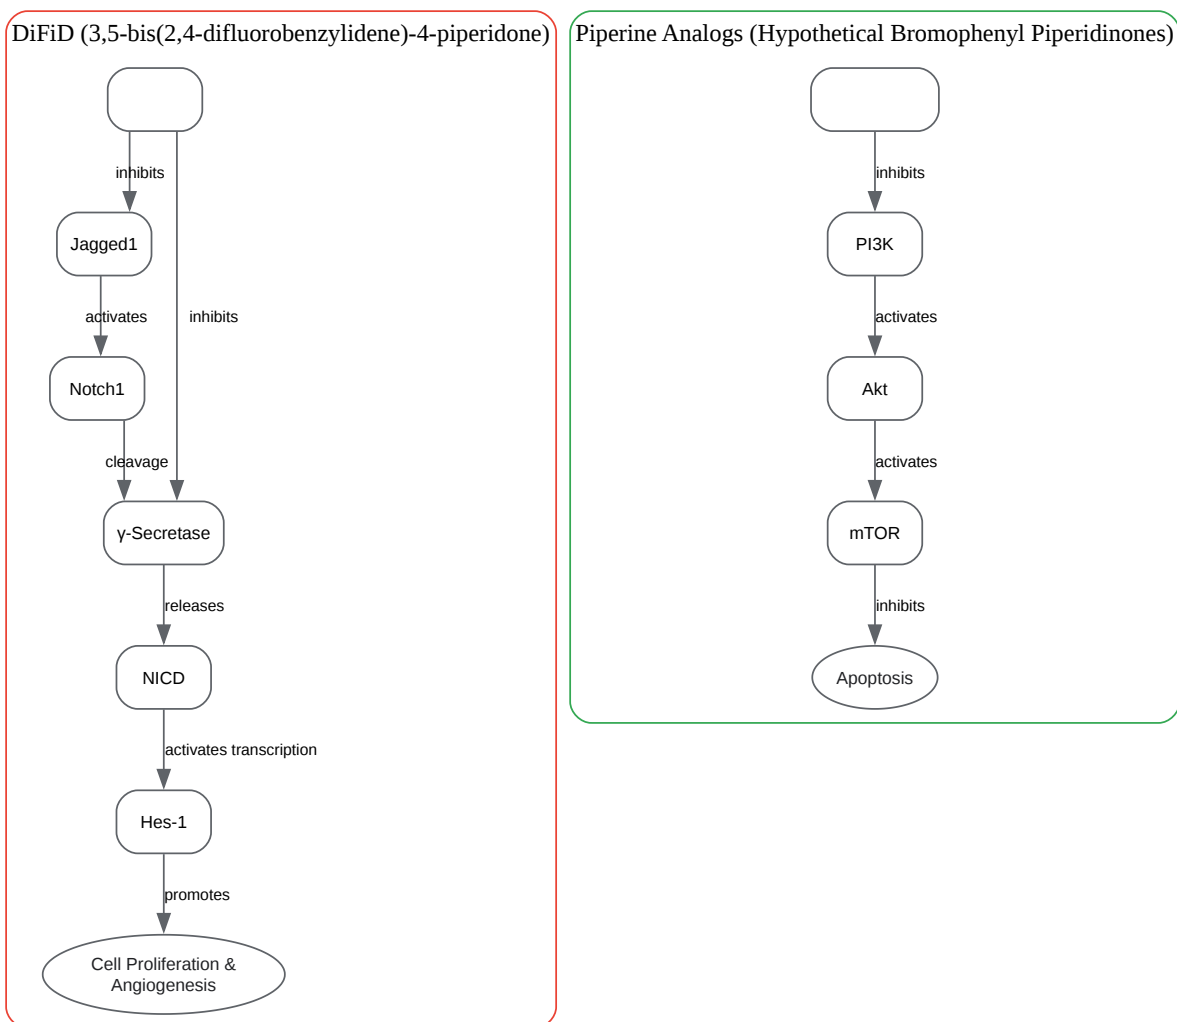 DiFiD (3,5-bis(2,4-difluorobenzylidene)-4-piperidone)
inhibits
Jagged1
activates
inhibits
Notch1
cleavage
γ-Secretase
releases
NICD
activates transcription
Hes-1
promotes
Cell Proliferation &
Angiogenesis
Piperine Analogs (Hypothetical Bromophenyl Piperidinones)
inhibits
PI3K
activates
Akt
activates
mTOR
inhibits
Apoptosis